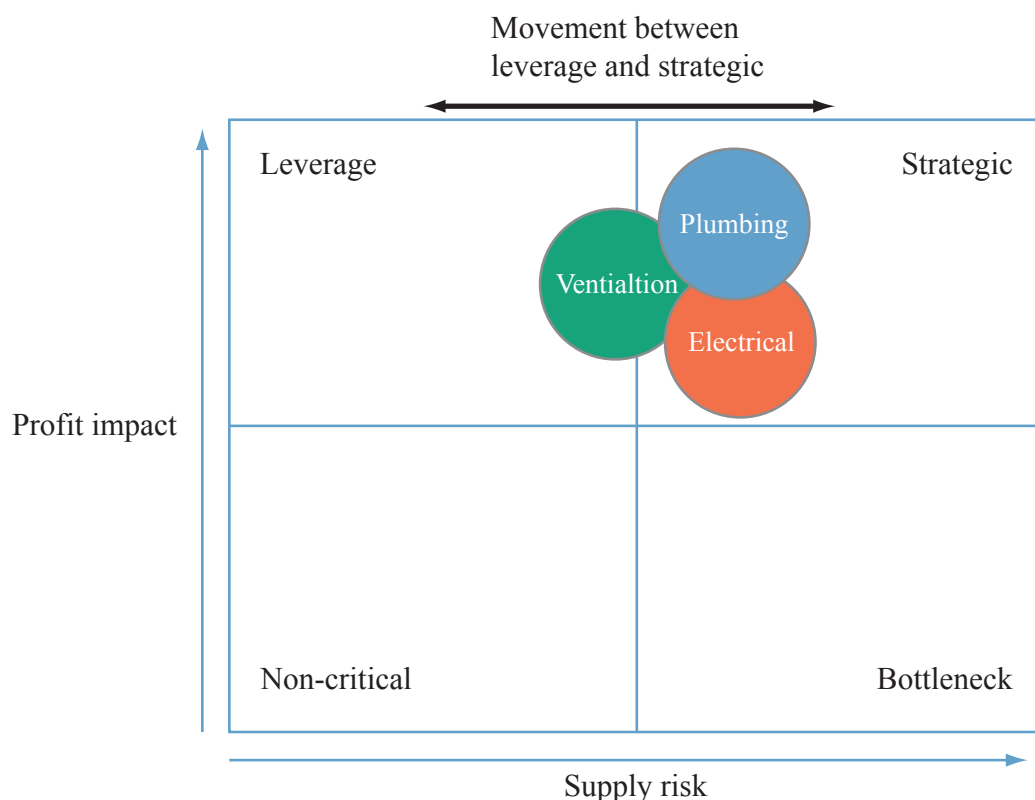 Movement between
leverage and strategic
Leverage
Strategic
Plumbing
Ventialtion
Electrical
Profit impact
Non-critical
Bottleneck
Supply risk